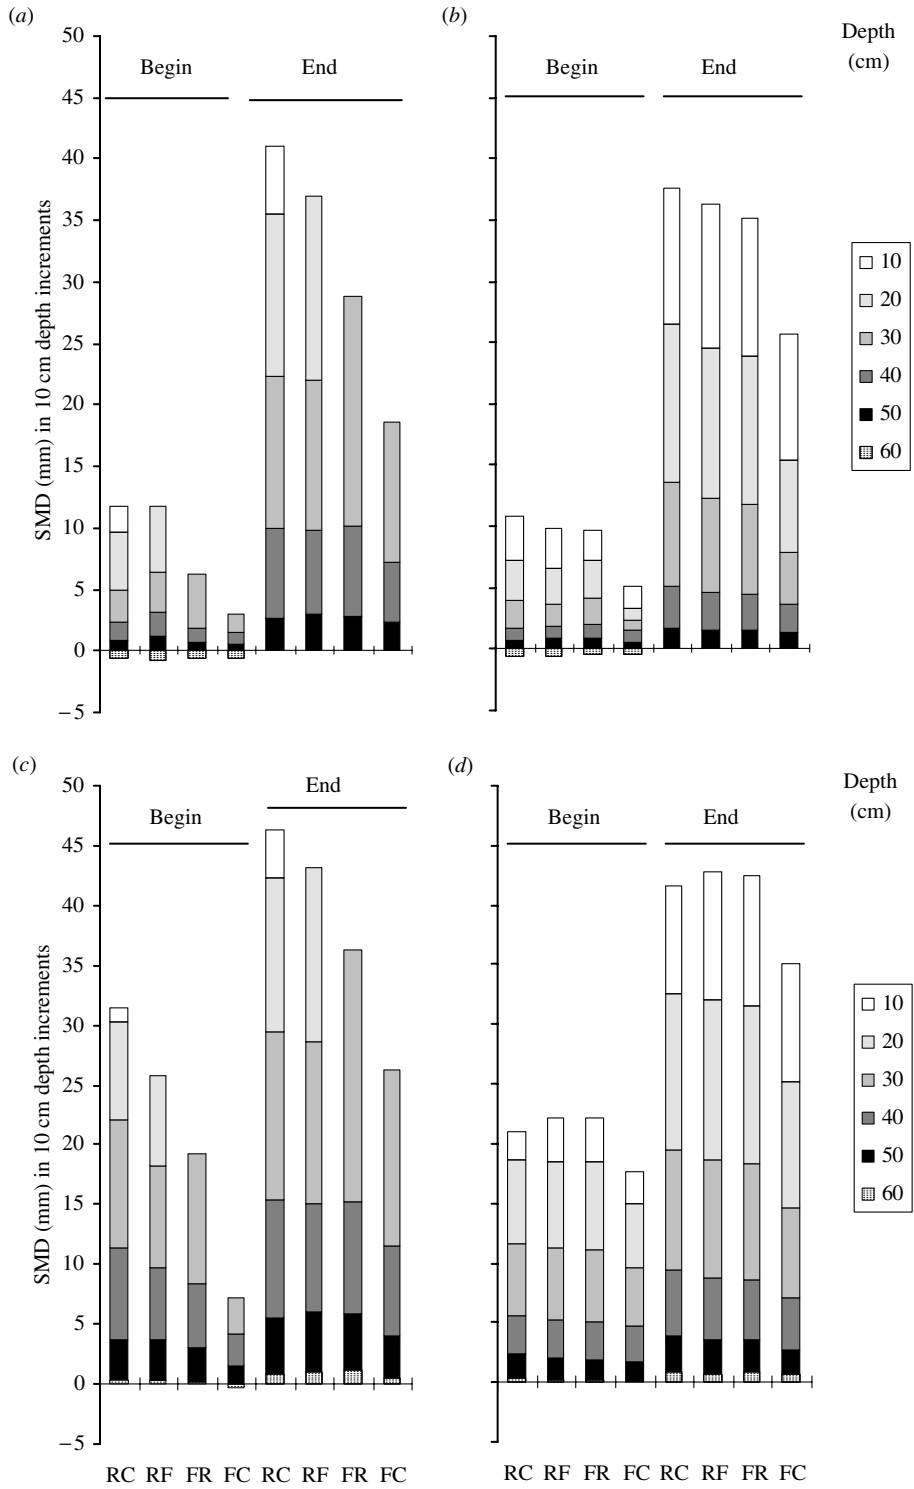 (a)
(b)
Depth
(cm)
Begin
End
Begin
End
50
45
40
35
30
25
20
15
10
5
0
−5
SMD (mm) in 10 cm depth increments
10
20
30
40
50
60
(c)
(d)
Depth
(cm)
Begin
End
Begin
End
50
45
40
35
30
25
20
15
10
5
0
−5
SMD (mm) in 10 cm depth increments
10
20
30
40
50
60
RC RF FR FC RC RF FR FC
RC RF FR FC RC RF FR FC